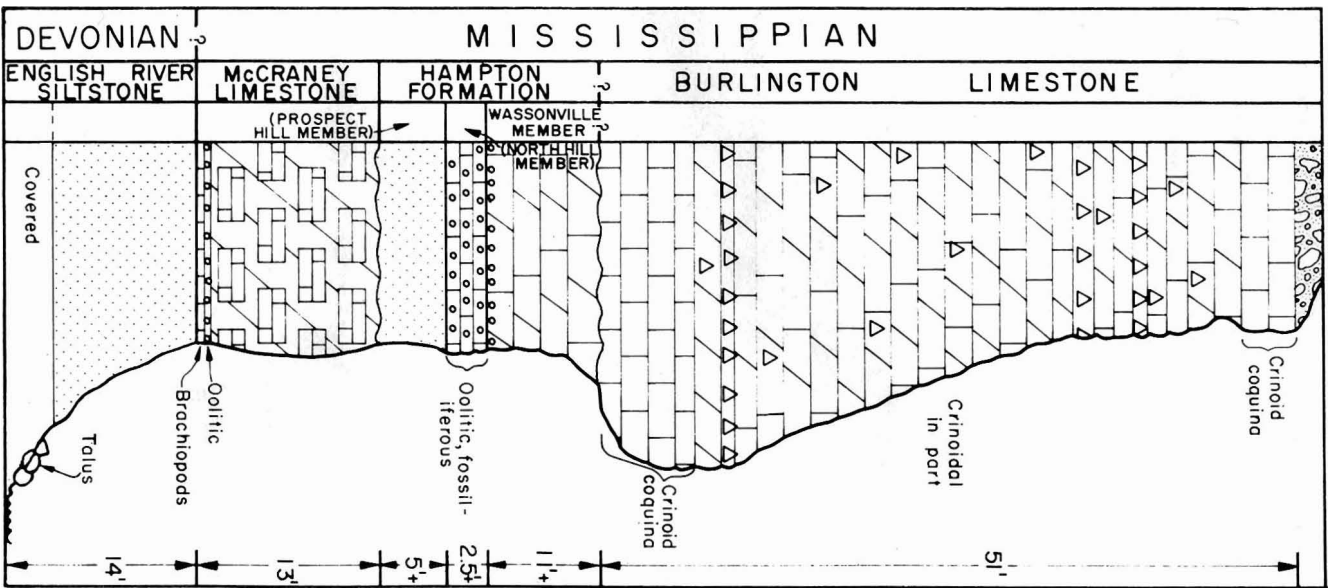 DEVONIAN ? MISSISSIPPIAN
ENGLISH RIVER
SILTSTONE
McCRANEY
LIMESTONE
HAMPTON
FORMATION
?
BURLINGTON LIMESTONE
(PROSPECT
HILL MEMBER)
WASSONVILLE
MEMBER
?
(NORTH HILL
MEMBER)
Covered
Talus
Brachiopods
Oolitic
Oolitic, fossil-
iferous
Crinoid
coquina
Crinoidal
in part
Crinoid
coquina
14'
13'
5'±
2.5'±
11'±
51'